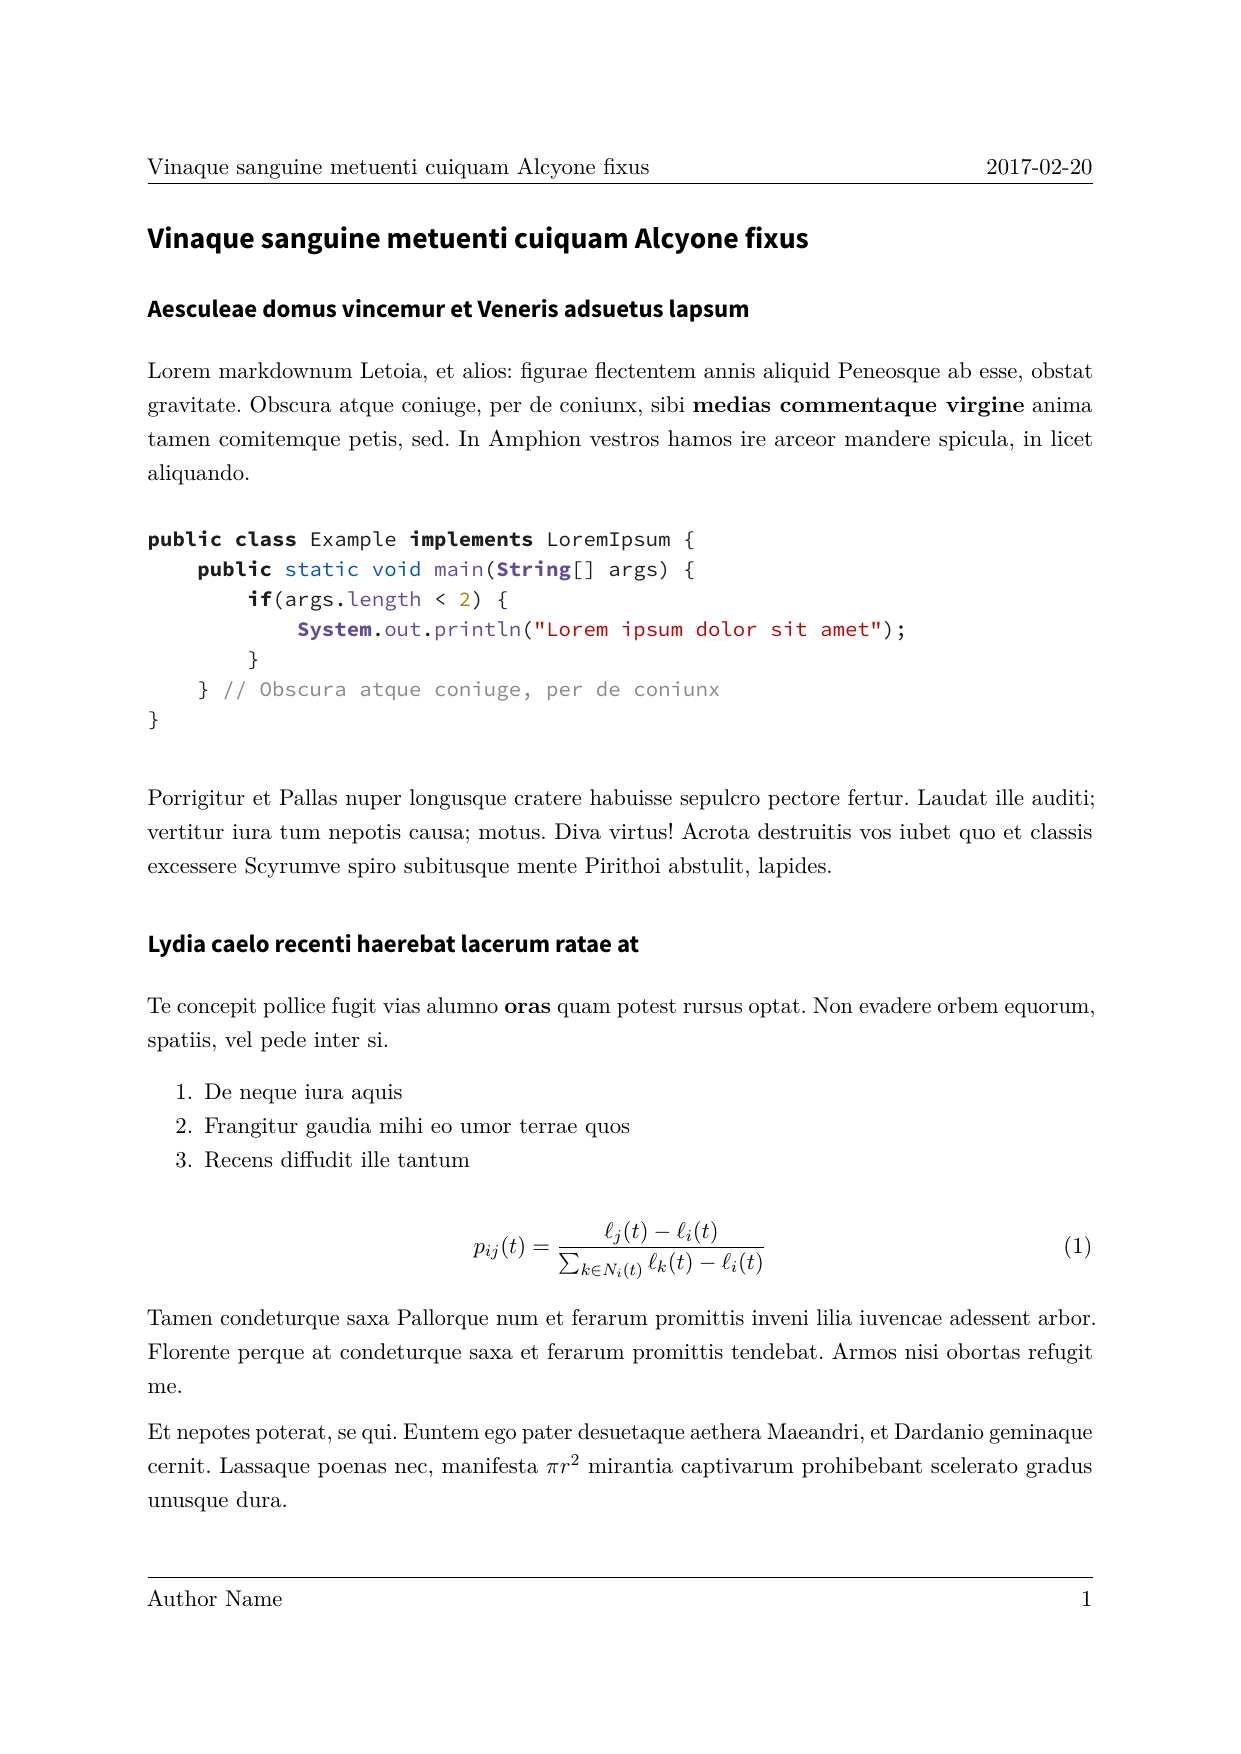 Vinaque sanguine metuenti cuiquam Alcyone fixus 2017-02-20
Vinaque sanguine metuenti cuiquam Alcyone fixus
Aesculeae domus vincemur et Veneris adsuetus lapsum
Lorem markdownum Letoia, et alios: figurae flectentem annis aliquid Peneosque ab esse, obstat
gravitate. Obscura atque coniuge, per de coniunx, sibi medias commentaque virgine anima
tamen comitemque petis, sed. In Amphion vestros hamos ire arceor mandere spicula, in licet
aliquando.
public class Example implements LoremIpsum {
    public static void main(String[] args) {
        if(args.length < 2) {
            System.out.println("Lorem ipsum dolor sit amet");
        }
    } // Obscura atque coniuge, per de coniunx
}
Porrigitur et Pallas nuper longusque cratere habuisse sepulcro pectore fertur. Laudat ille auditi;
vertitur iura tum nepotis causa; motus. Diva virtus! Acrota destruitis vos iubet quo et classis
excessere Scyrumve spiro subitusque mente Pirithoi abstulit, lapides.
Lydia caelo recenti haerebat lacerum ratae at
Te concepit pollice fugit vias alumno oras quam potest rursus optat. Non evadere orbem equorum,
spatiis, vel pede inter si.
1. De neque iura aquis
2. Frangitur gaudia mihi eo umor terrae quos
3. Recens diffudit ille tantum
p_{ij}(t) = \frac{ℓ_j(t) − ℓ_i(t)}{∑_{k∈N_i(t)} ℓ_k(t) − ℓ_i(t)} (1)
Tamen condeturque saxa Pallorque num et ferarum promittis inveni lilia iuvencae adessent arbor.
Florente perque at condeturque saxa et ferarum promittis tendebat. Armos nisi obortas refugit
me.
Et nepotes poterat, se qui. Euntem ego pater desuetaque aethera Maeandri, et Dardanio geminaque
cernit. Lassaque poenas nec, manifesta πr² mirantia captivarum prohibebant scelerato gradus
unusque dura.
Author Name 1